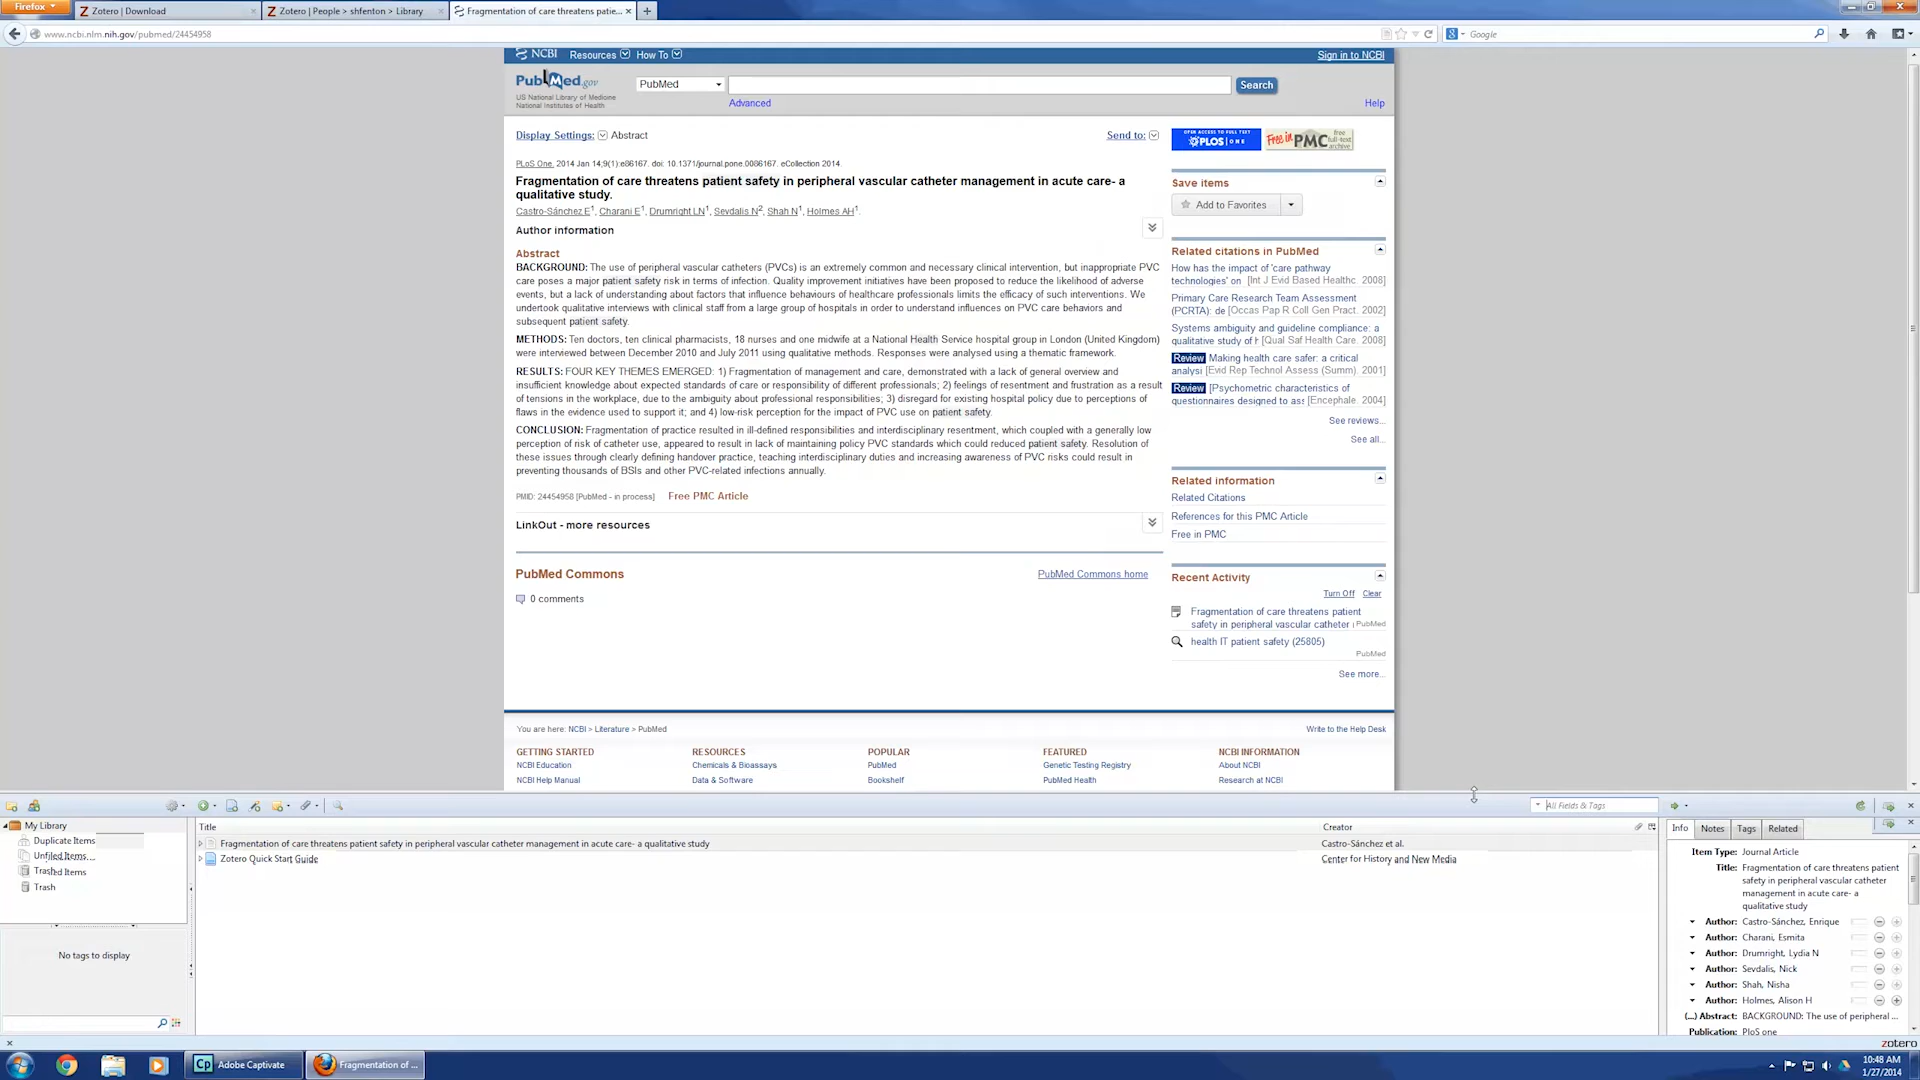 Firefox
Zotero | Download
Zotero | People > shfenton > Library
Fragmentation of care threatens patie...
www.ncbi.nlm.nih.gov/pubmed/24454958
Google
NCBI Resources How To
Sign in to NCBI
PubMed.gov
US National Library of Medicine
National Institutes of Health
PubMed
Search
Advanced
Help
Display Settings: Abstract
Send to:
PLoS One. 2014 Jan 14;9(1):e86167. doi: 10.1371/journal.pone.0086167. eCollection 2014.
Fragmentation of care threatens patient safety in peripheral vascular catheter management in acute care- a
qualitative study.
Castro-Sánchez E1, Charani E1, Drumright LN1, Sevdalis N2, Shah N1, Holmes AH1.
Author information
Abstract
BACKGROUND: The use of peripheral vascular catheters (PVCs) is an extremely common and necessary clinical intervention, but inappropriate PVC
care poses a major patient safety risk in terms of infection. Quality improvement initiatives have been proposed to reduce the likelihood of adverse
events, but a lack of understanding about factors that influence behaviours of healthcare professionals limits the efficacy of such interventions. We
undertook qualitative interviews with clinical staff from a large group of hospitals in order to understand influences on PVC care behaviors and
subsequent patient safety.
METHODS: Ten doctors, ten clinical pharmacists, 18 nurses and one midwife at a National Health Service hospital group in London (United Kingdom)
were interviewed between December 2010 and July 2011 using qualitative methods. Responses were analysed using a thematic framework.
RESULTS: FOUR KEY THEMES EMERGED: 1) Fragmentation of management and care, demonstrated with a lack of general overview and
insufficient knowledge about expected standards of care or responsibility of different professionals; 2) feelings of resentment and frustration as a result
of tensions in the workplace, due to the ambiguity about professional responsibilities; 3) disregard for existing hospital policy due to perceptions of
flaws in the evidence used to support it; and 4) low-risk perception for the impact of PVC use on patient safety.
CONCLUSION: Fragmentation of practice resulted in ill-defined responsibilities and interdisciplinary resentment, which coupled with a generally low
perception of risk of catheter use, appeared to result in lack of maintaining policy PVC standards which could reduced patient safety. Resolution of
these issues through clearly defining handover practice, teaching interdisciplinary duties and increasing awareness of PVC risks could result in
preventing thousands of BSIs and other PVC-related infections annually.
PMID: 24454958 [PubMed - in process] Free PMC Article
LinkOut - more resources
PubMed Commons
PubMed Commons home
0 comments
OPEN ACCESS TO FULL TEXT
PLOS | ONE
Free in PMC free full-text archive
Save items
Add to Favorites
Related citations in PubMed
How has the impact of 'care pathway
technologies' on [Int J Evid Based Healthc. 2008]
Primary Care Research Team Assessment
(PCRTA): de [Occas Pap R Coll Gen Pract. 2002]
Systems ambiguity and guideline compliance: a
qualitative study of h [Qual Saf Health Care. 2008]
Review Making health care safer: a critical
analysi [Evid Rep Technol Assess (Summ). 2001]
Review [Psychometric characteristics of
questionnaires designed to ass [Encephale. 2004]
See reviews...
See all...
Related information
Related Citations
References for this PMC Article
Free in PMC
Recent Activity
Turn Off Clear
Fragmentation of care threatens patient
safety in peripheral vascular catheter PubMed
health IT patient safety (25805)
PubMed
See more...
You are here: NCBI > Literature > PubMed
Write to the Help Desk
GETTING STARTED RESOURCES POPULAR FEATURED NCBI INFORMATION
NCBI Education Chemicals & Bioassays PubMed Genetic Testing Registry About NCBI
NCBI Help Manual Data & Software Bookshelf PubMed Health Research at NCBI
All Fields & Tags
My Library
Duplicate Items
Unfiled Items
Trash
Trash
No tags to display
Title Creator
Fragmentation of care threatens patient safety in peripheral vascular catheter management in acute care- a qualitative study Castro-Sánchez et al.
Zotero Quick Start Guide Center for History and New Media
Info Notes Tags Related
Item Type: Journal Article
Title: Fragmentation of care threatens patient
safety in peripheral vascular catheter
management in acute care- a
qualitative study
Author: Castro-Sánchez, Enrique
Author: Charani, Esmita
Author: Drumright, Lydia N
Author: Sevdalis, Nick
Author: Shah, Nisha
Author: Holmes, Alison H
(...) Abstract: BACKGROUND: The use of peripheral ...
Publication: PloS one
zotero
Adobe Captivate
Fragmentation of ...
10:48 AM
1/27/2014